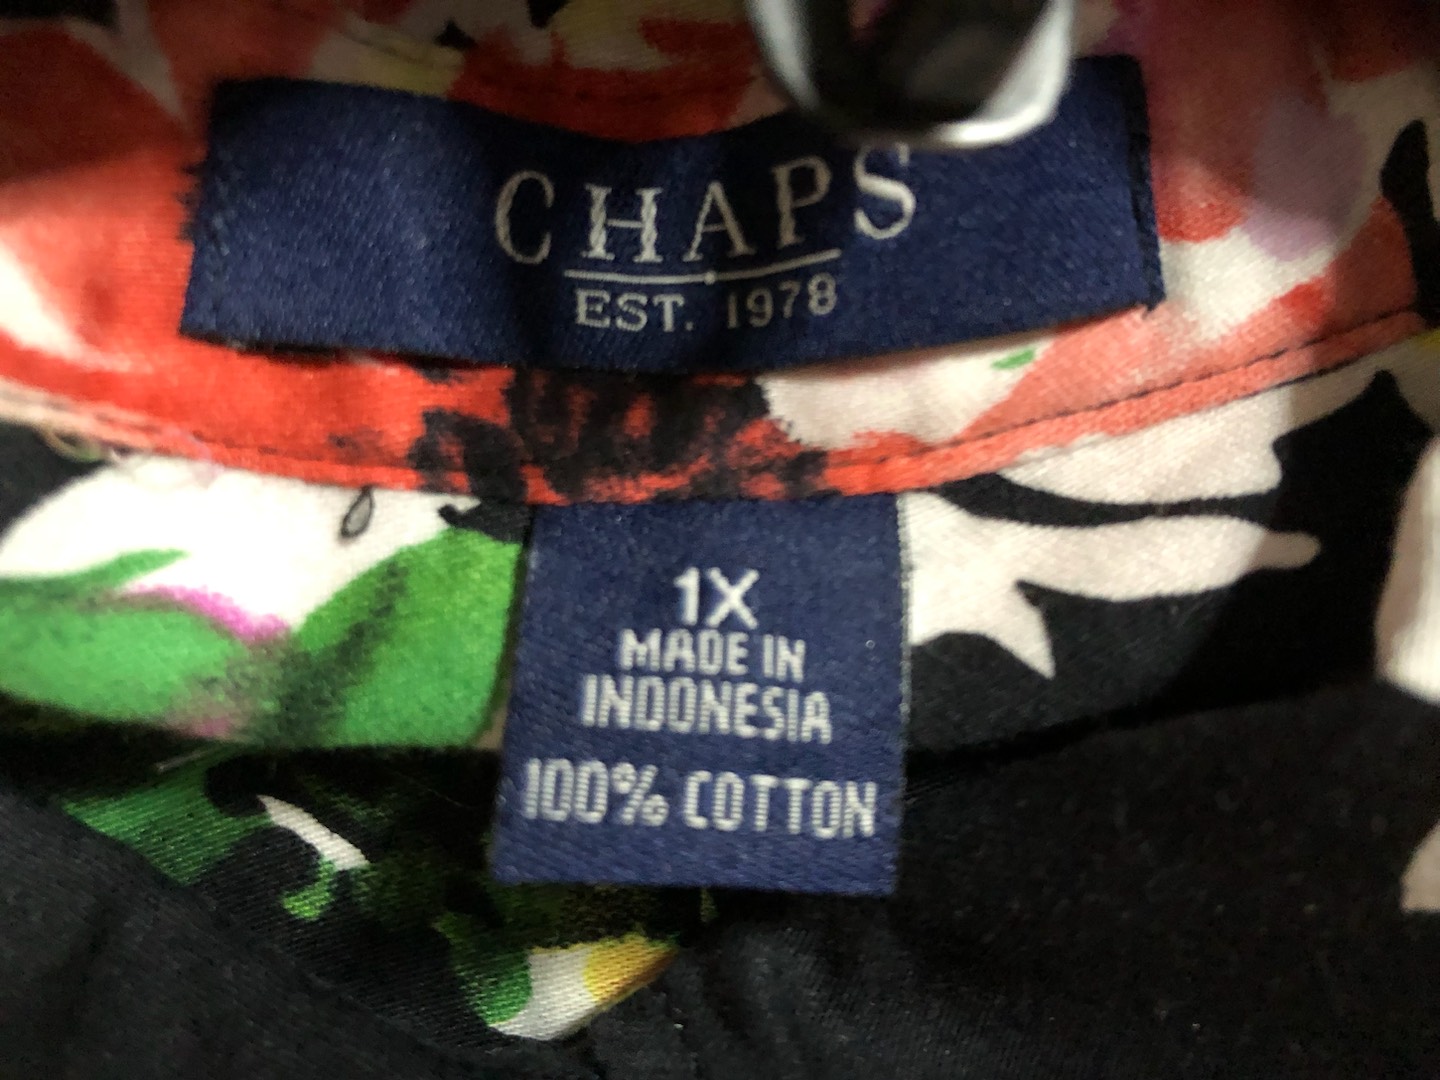 CHAPS
EST. 1978
1X
MADE IN
INDONESIA
100% COTTON